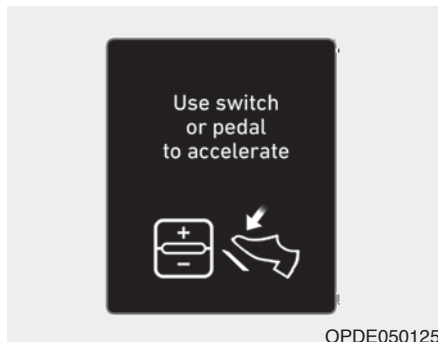 Use switch
or pedal
to accelerate
+
-
OPDE050125